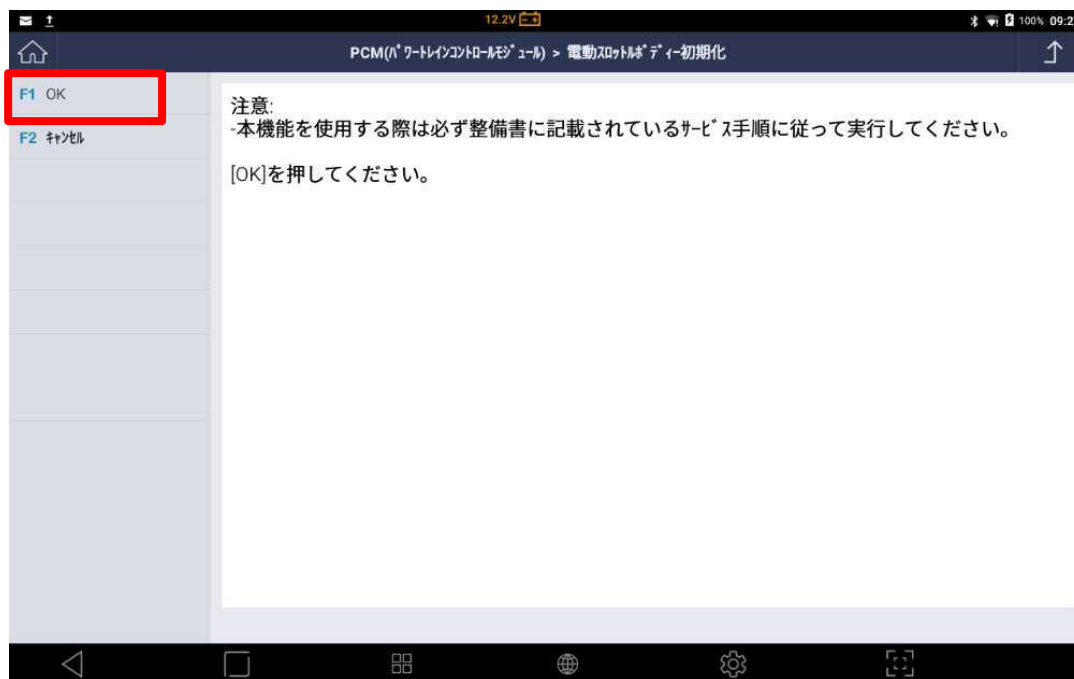 12.2V
100% 09:2
PCM(ﾊﾟﾜｰﾄﾚｲﾝｺﾝﾄﾛｰﾙﾓｼﾞｭｰﾙ) > 電動ｽﾛｯﾄﾙﾎﾞﾃﾞｨｰ初期化
F1 OK
F2 ｷｬﾝｾﾙ
注意:
-本機能を使用する際は必ず整備書に記載されているｻｰﾋﾞｽ手順に従って実行してください。
[OK]を押してください。